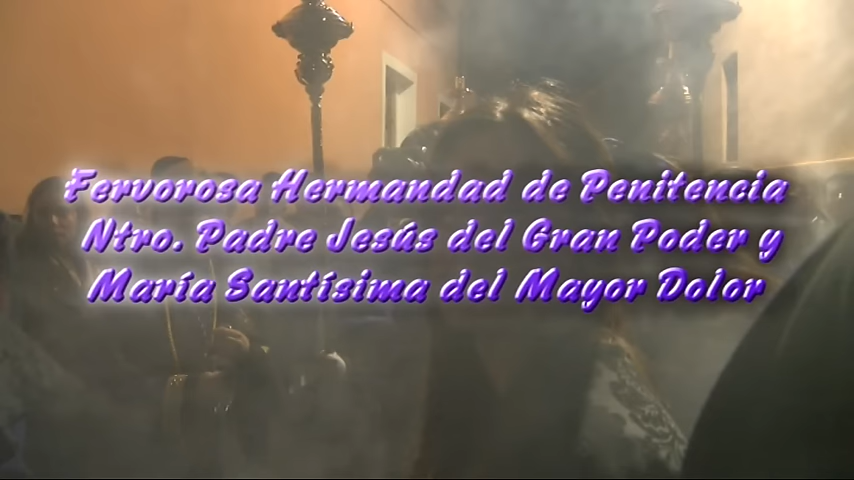 Fervorosa Hermandad de Penitencia
Ntro. Padre Jesús del Gran Poder y
María Santísima del Mayor Dolor